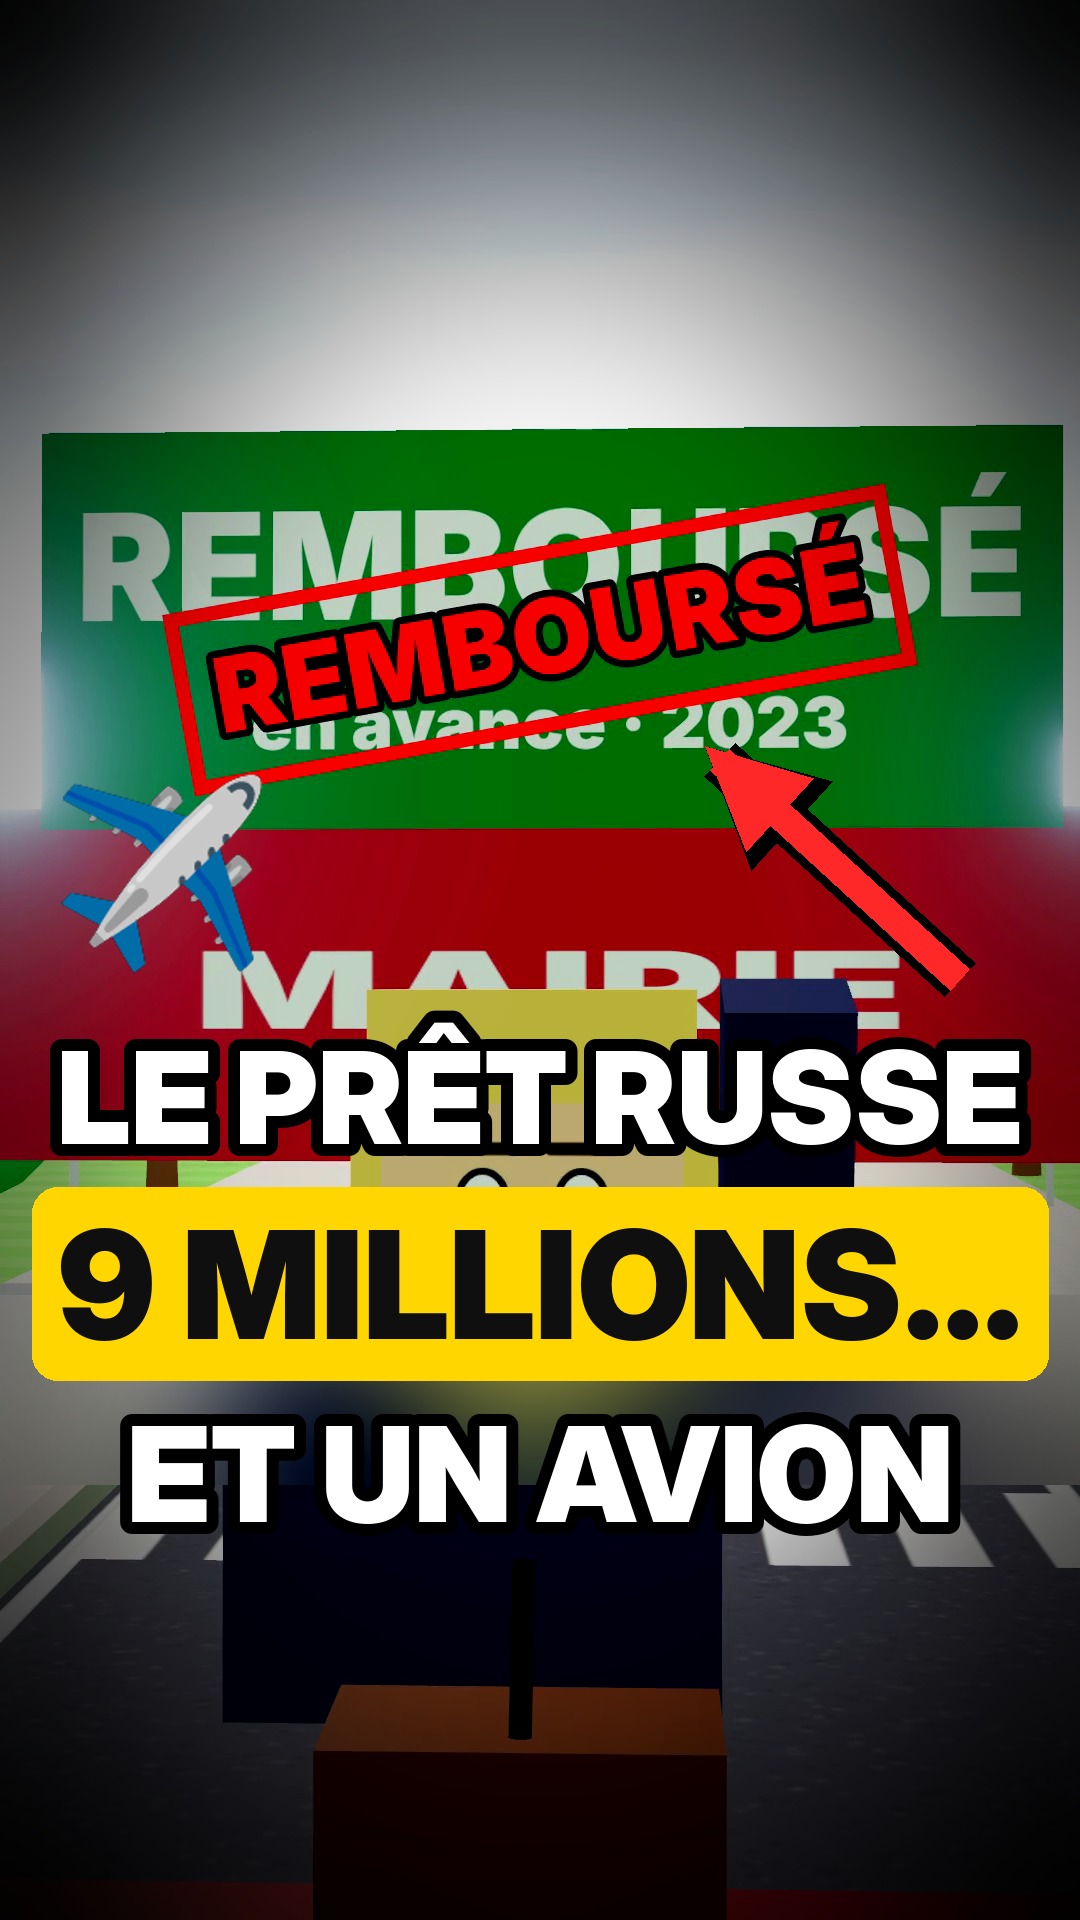 REMBOURSÉ
REMBOURSÉ
en avance · 2023
MAIRIE
LE PRÊT RUSSE
9 MILLIONS...
ET UN AVION